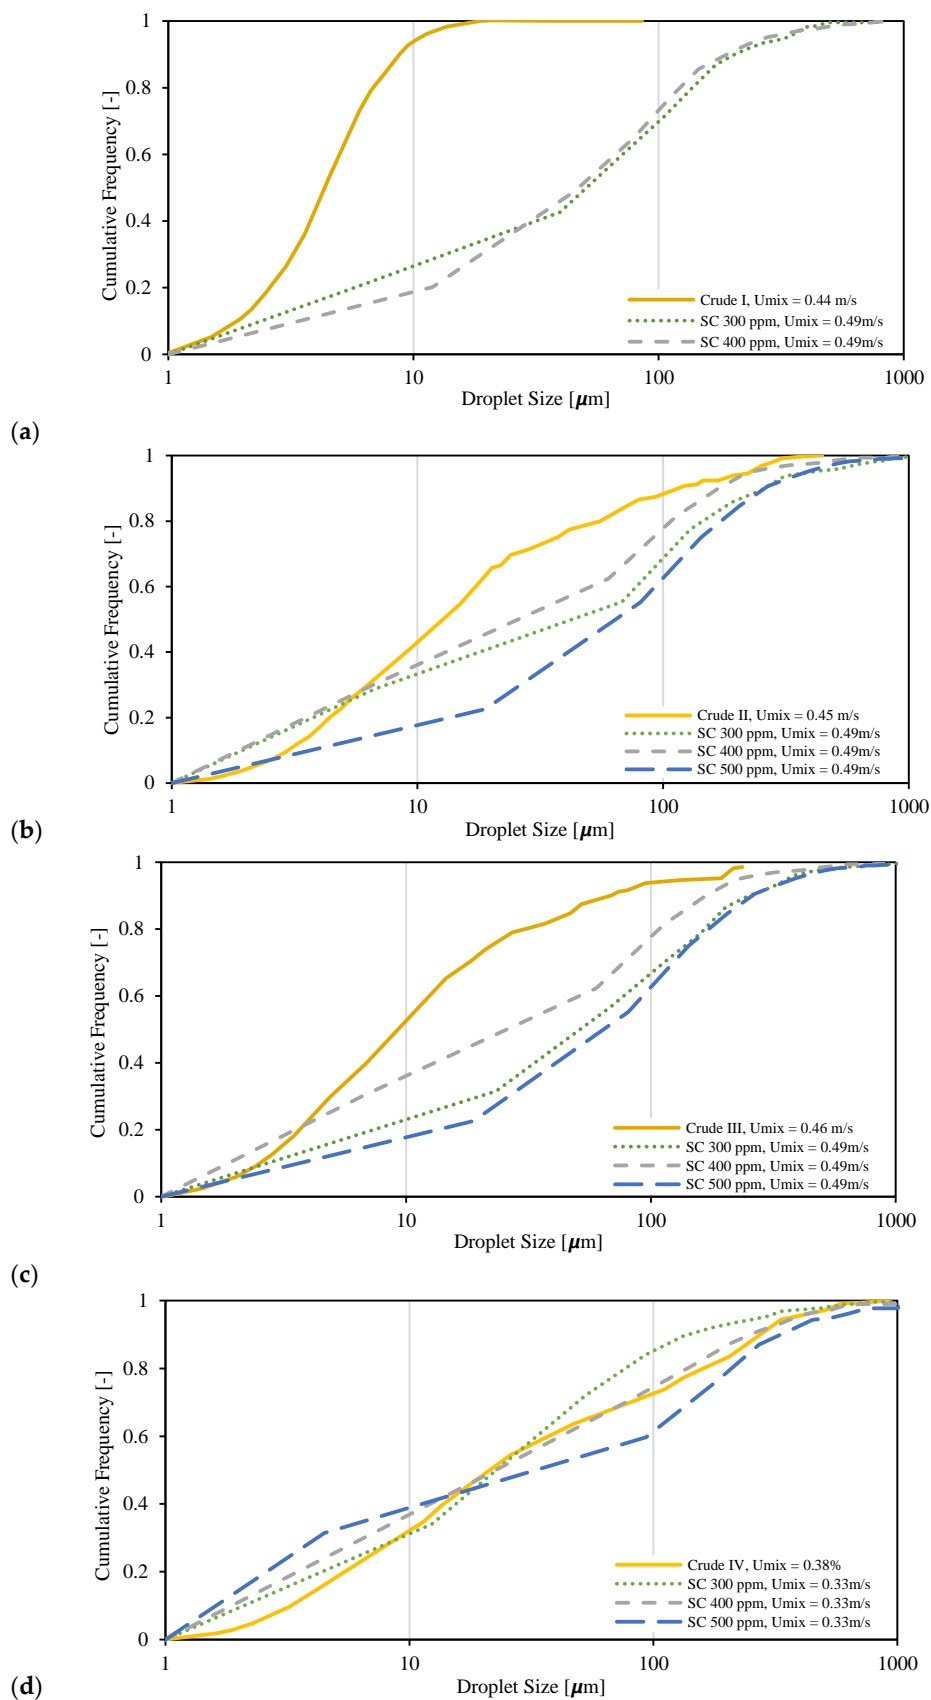 1
0.8
0.6
0.4
0.2
0
Cumulative Frequency [-]
Crude I, Umix = 0.44 m/s
SC 300 ppm, Umix = 0.49m/s
SC 400 ppm, Umix = 0.49m/s
1 10 100 1000
Droplet Size [μm]
(a)
1
0.8
0.6
0.4
0.2
0
Cumulative Frequency [-]
Crude II, Umix = 0.45 m/s
SC 300 ppm, Umix = 0.49m/s
SC 400 ppm, Umix = 0.49m/s
SC 500 ppm, Umix = 0.49m/s
1 10 100 1000
Droplet Size [μm]
(b)
1
0.8
0.6
0.4
0.2
0
Cumulative Frequency [-]
Crude III, Umix = 0.46 m/s
SC 300 ppm, Umix = 0.49m/s
SC 400 ppm, Umix = 0.49m/s
SC 500 ppm, Umix = 0.49m/s
1 10 100 1000
Droplet Size [μm]
(c)
1
0.8
0.6
0.4
0.2
0
Cumulative Frequency [-]
Crude IV, Umix = 0.38%
SC 300 ppm, Umix = 0.33m/s
SC 400 ppm, Umix = 0.33m/s
SC 500 ppm, Umix = 0.33m/s
1 10 100 1000
Droplet Size [μm]
(d)